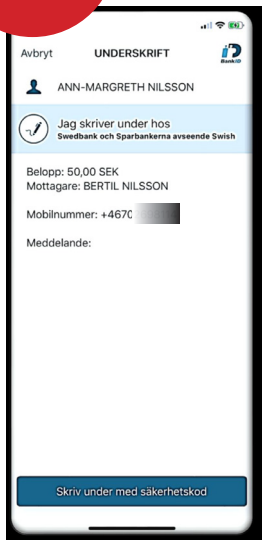 Avbryt UNDERSKRIFT BankID
ANN-MARGRETH NILSSON
Jag skriver under hos
Swedbank och Sparbankerna avseende Swish
Belopp: 50,00 SEK
Mottagare: BERTIL NILSSON
Mobilnummer: +4670
Meddelande:
Skriv under med säkerhetskod